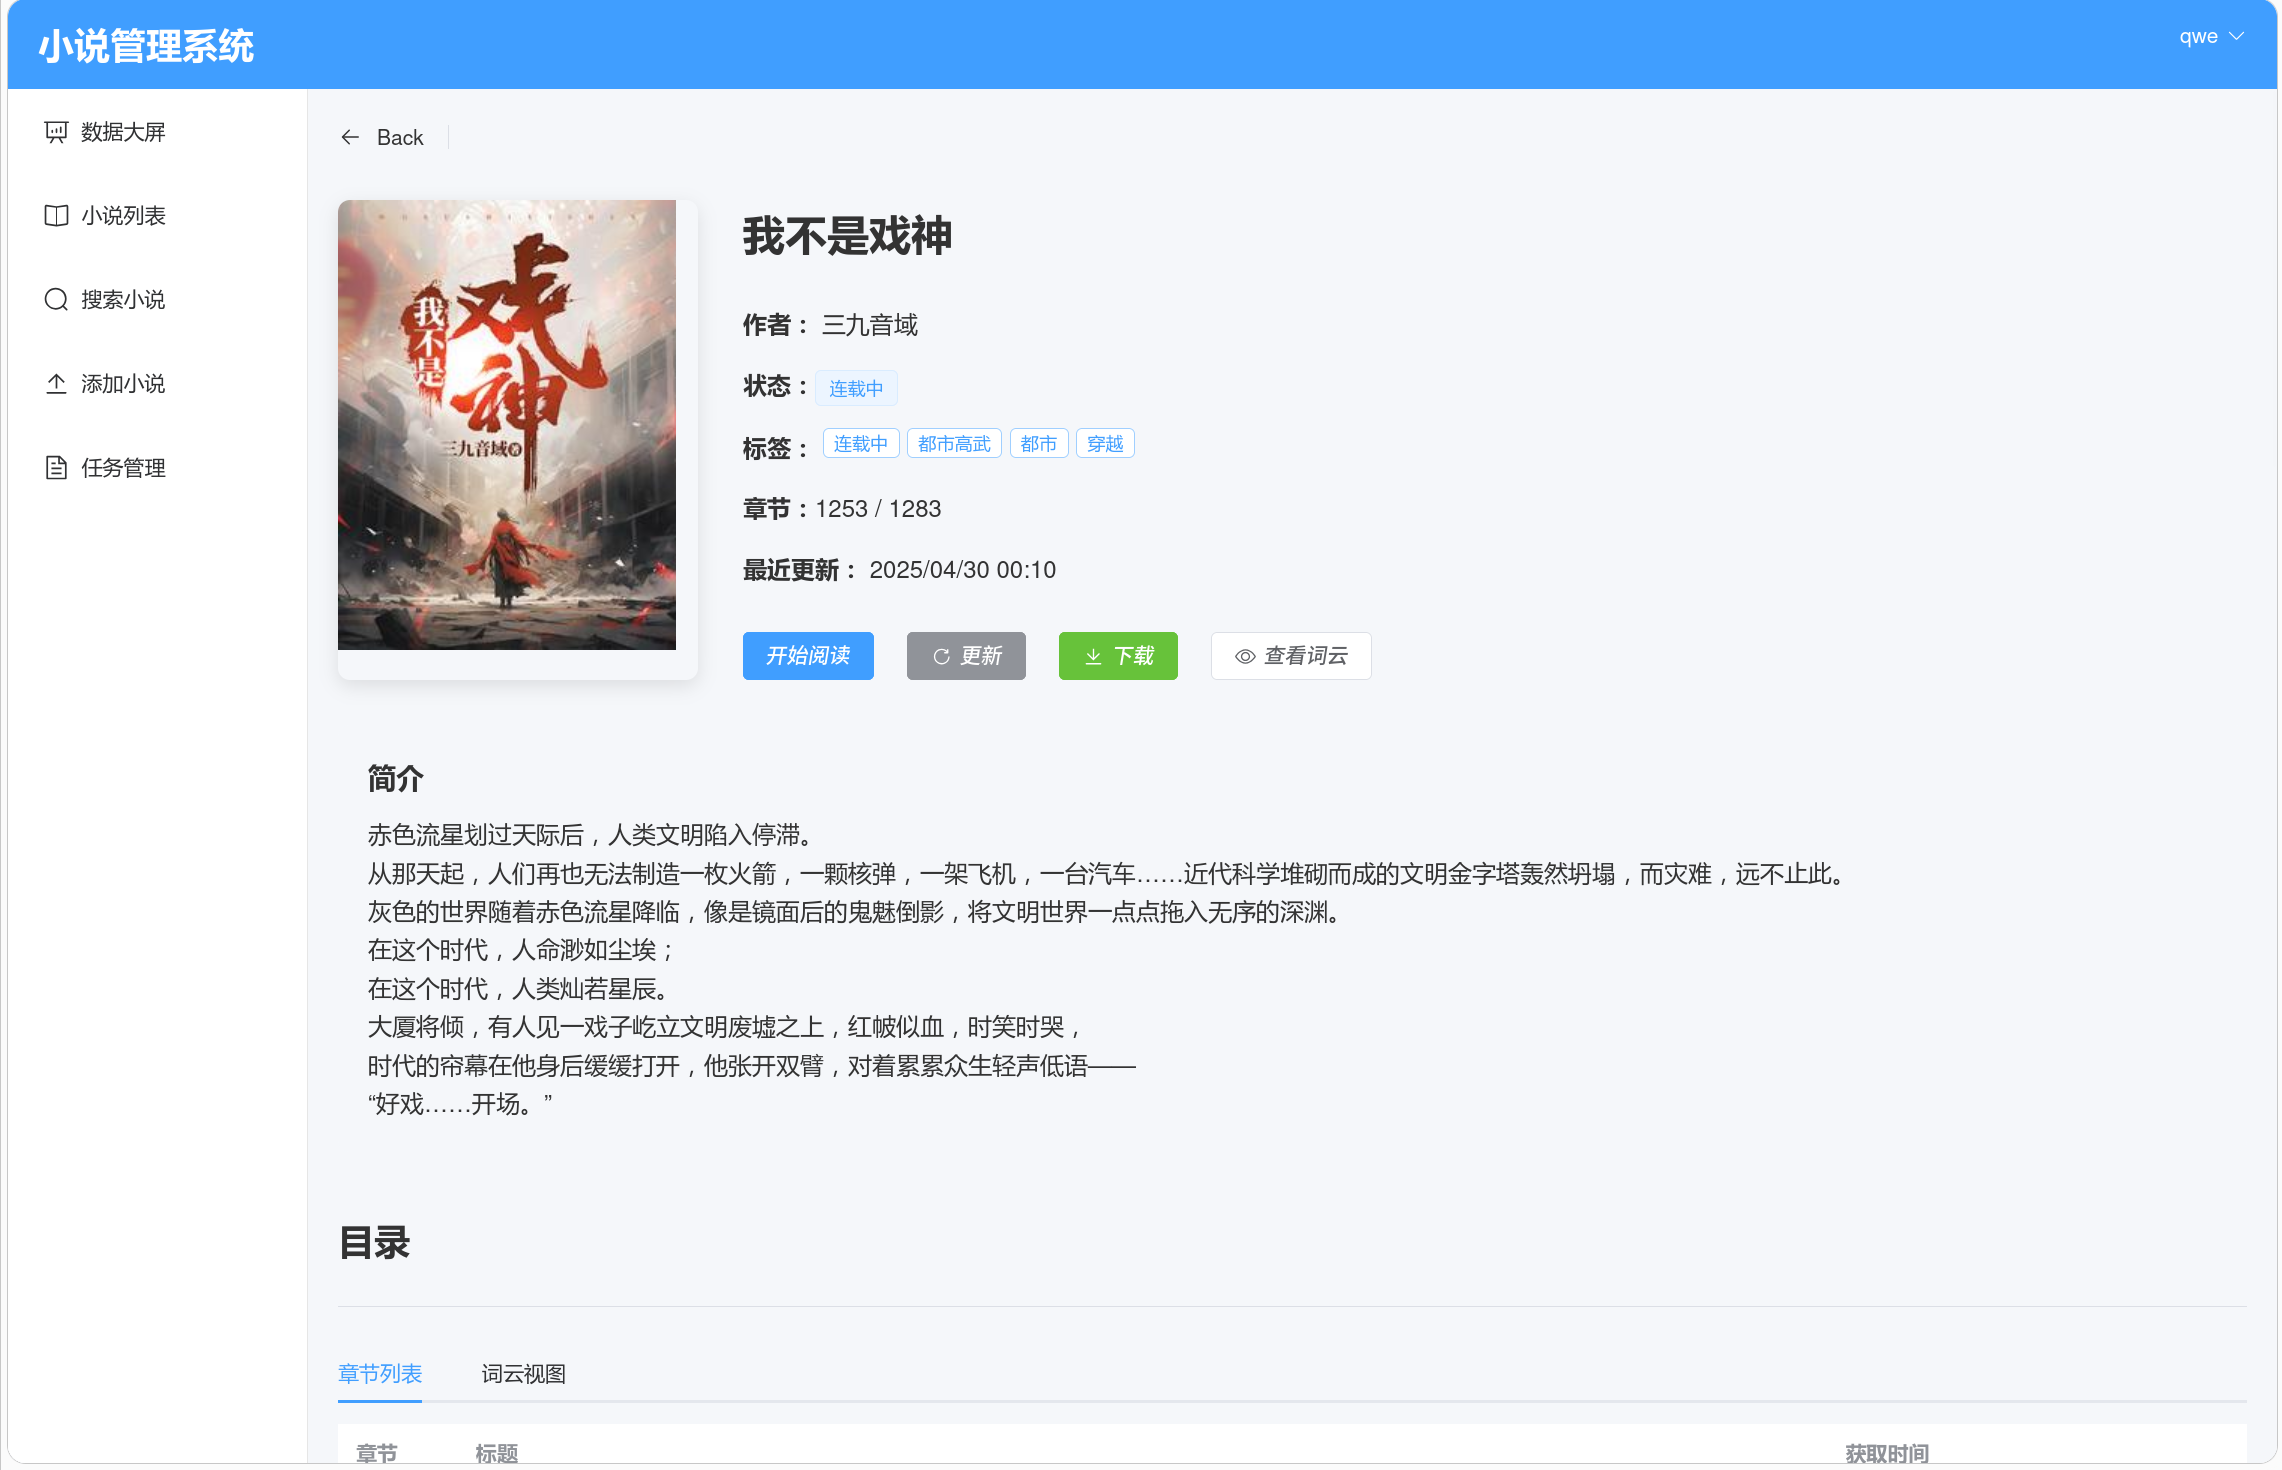 小说管理系统
qwe
数据大屏
小说列表
搜索小说
添加小说
任务管理
Back
我不是
戏神
三九音域 著
我不是戏神
作者： 三九音域
状态： 连载中
标签： 连载中 都市高武 都市 穿越
章节：1253 / 1283
最近更新： 2025/04/30 00:10
开始阅读 更新 下载 查看词云
简介
赤色流星划过天际后，人类文明陷入停滞。
从那天起，人们再也无法制造一枚火箭，一颗核弹，一架飞机，一台汽车……近代科学堆砌而成的文明金字塔轰然坍塌，而灾难，远不止此。
灰色的世界随着赤色流星降临，像是镜面后的鬼魅倒影，将文明世界一点点拖入无序的深渊。
在这个时代，人命渺如尘埃；
在这个时代，人类灿若星辰。
大厦将倾，有人见一戏子屹立文明废墟之上，红帔似血，时笑时哭，
时代的帘幕在他身后缓缓打开，他张开双臂，对着累累众生轻声低语——
“好戏……开场。”
目录
章节列表 词云视图
章节 标题 获取时间